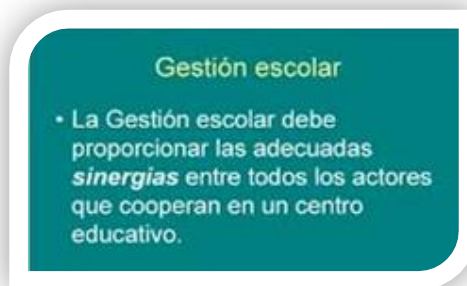 Gestión escolar
• La Gestión escolar debe
proporcionar las adecuadas
sinergias entre todos los actores
que cooperan en un centro
educativo.